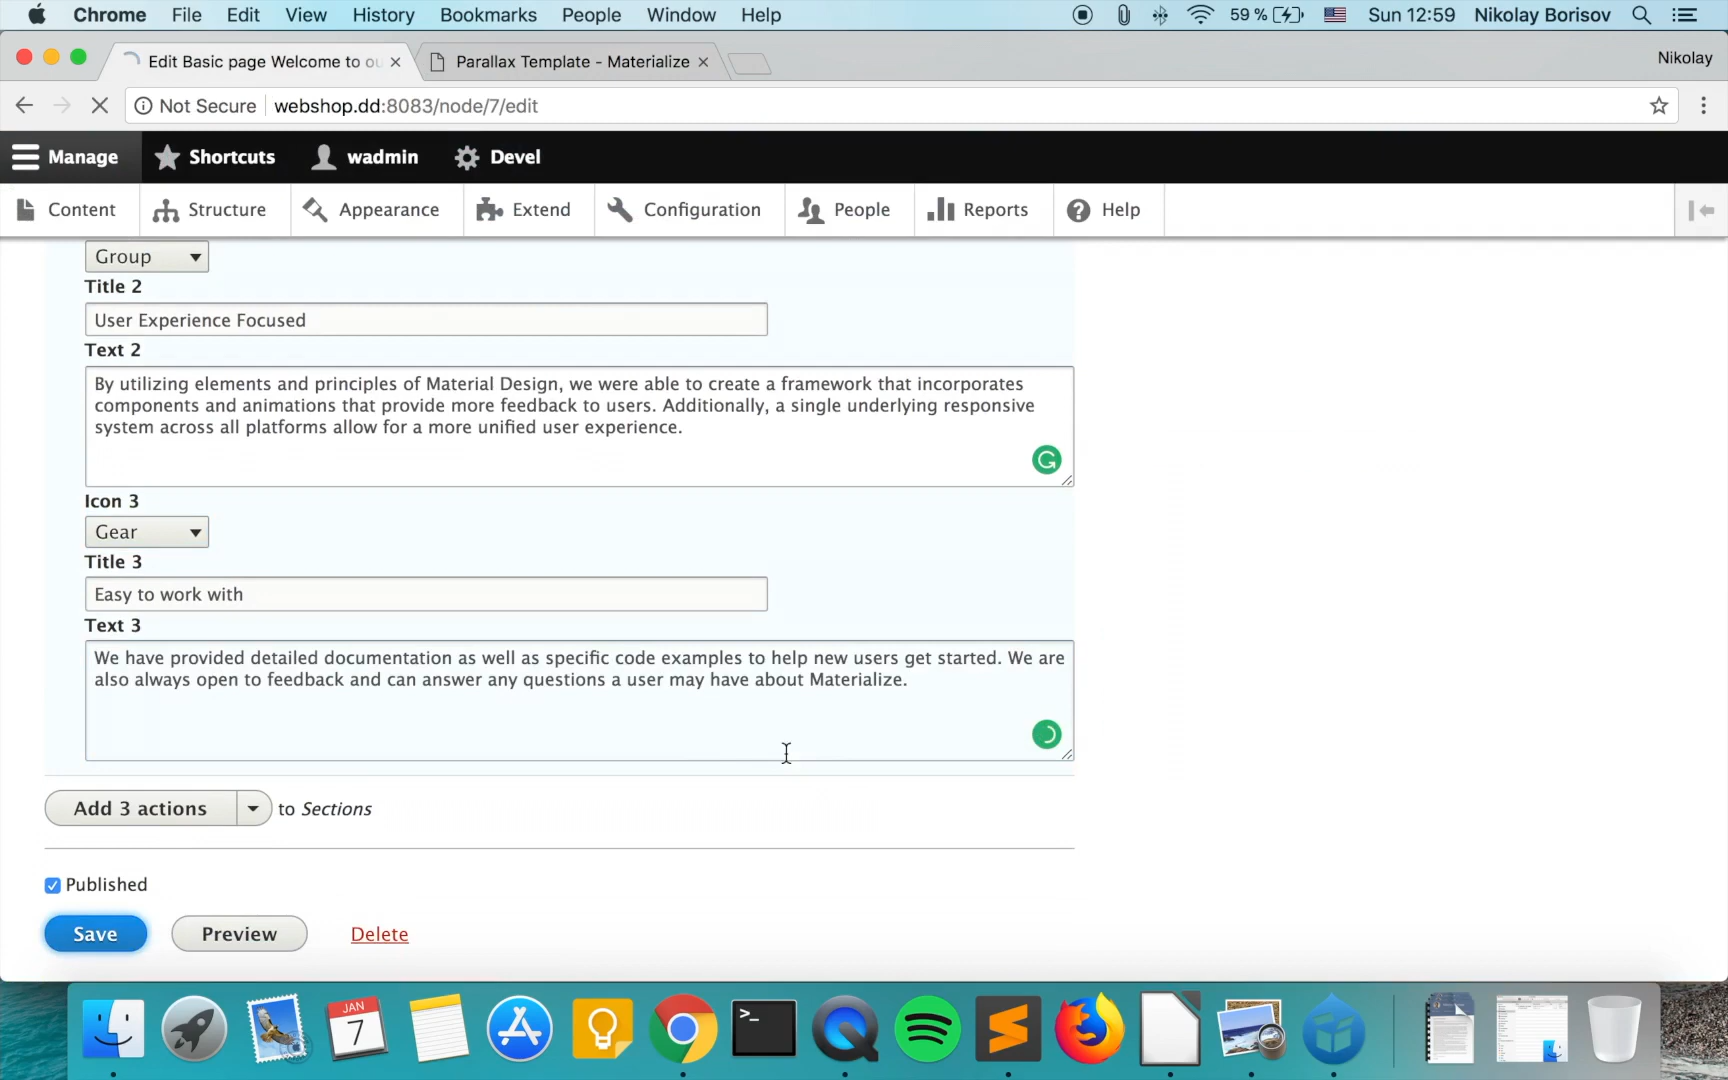 Chrome File Edit View History Bookmarks People Window Help 59 % Sun 12:59 Nikolay Borisov
Edit Basic page Welcome to ou Parallax Template - Materialize Nikolay
Not Secure webshop.dd:8083/node/7/edit
Manage Shortcuts wadmin Devel
Content Structure Appearance Extend Configuration People Reports Help
Group
Title 2
User Experience Focused
Text 2
By utilizing elements and principles of Material Design, we were able to create a framework that incorporates
components and animations that provide more feedback to users. Additionally, a single underlying responsive
system across all platforms allow for a more unified user experience.
Icon 3
Gear
Title 3
Easy to work with
Text 3
We have provided detailed documentation as well as specific code examples to help new users get started. We are
also always open to feedback and can answer any questions a user may have about Materialize.
Add 3 actions to Sections
Published
Save Preview Delete
JAN
7